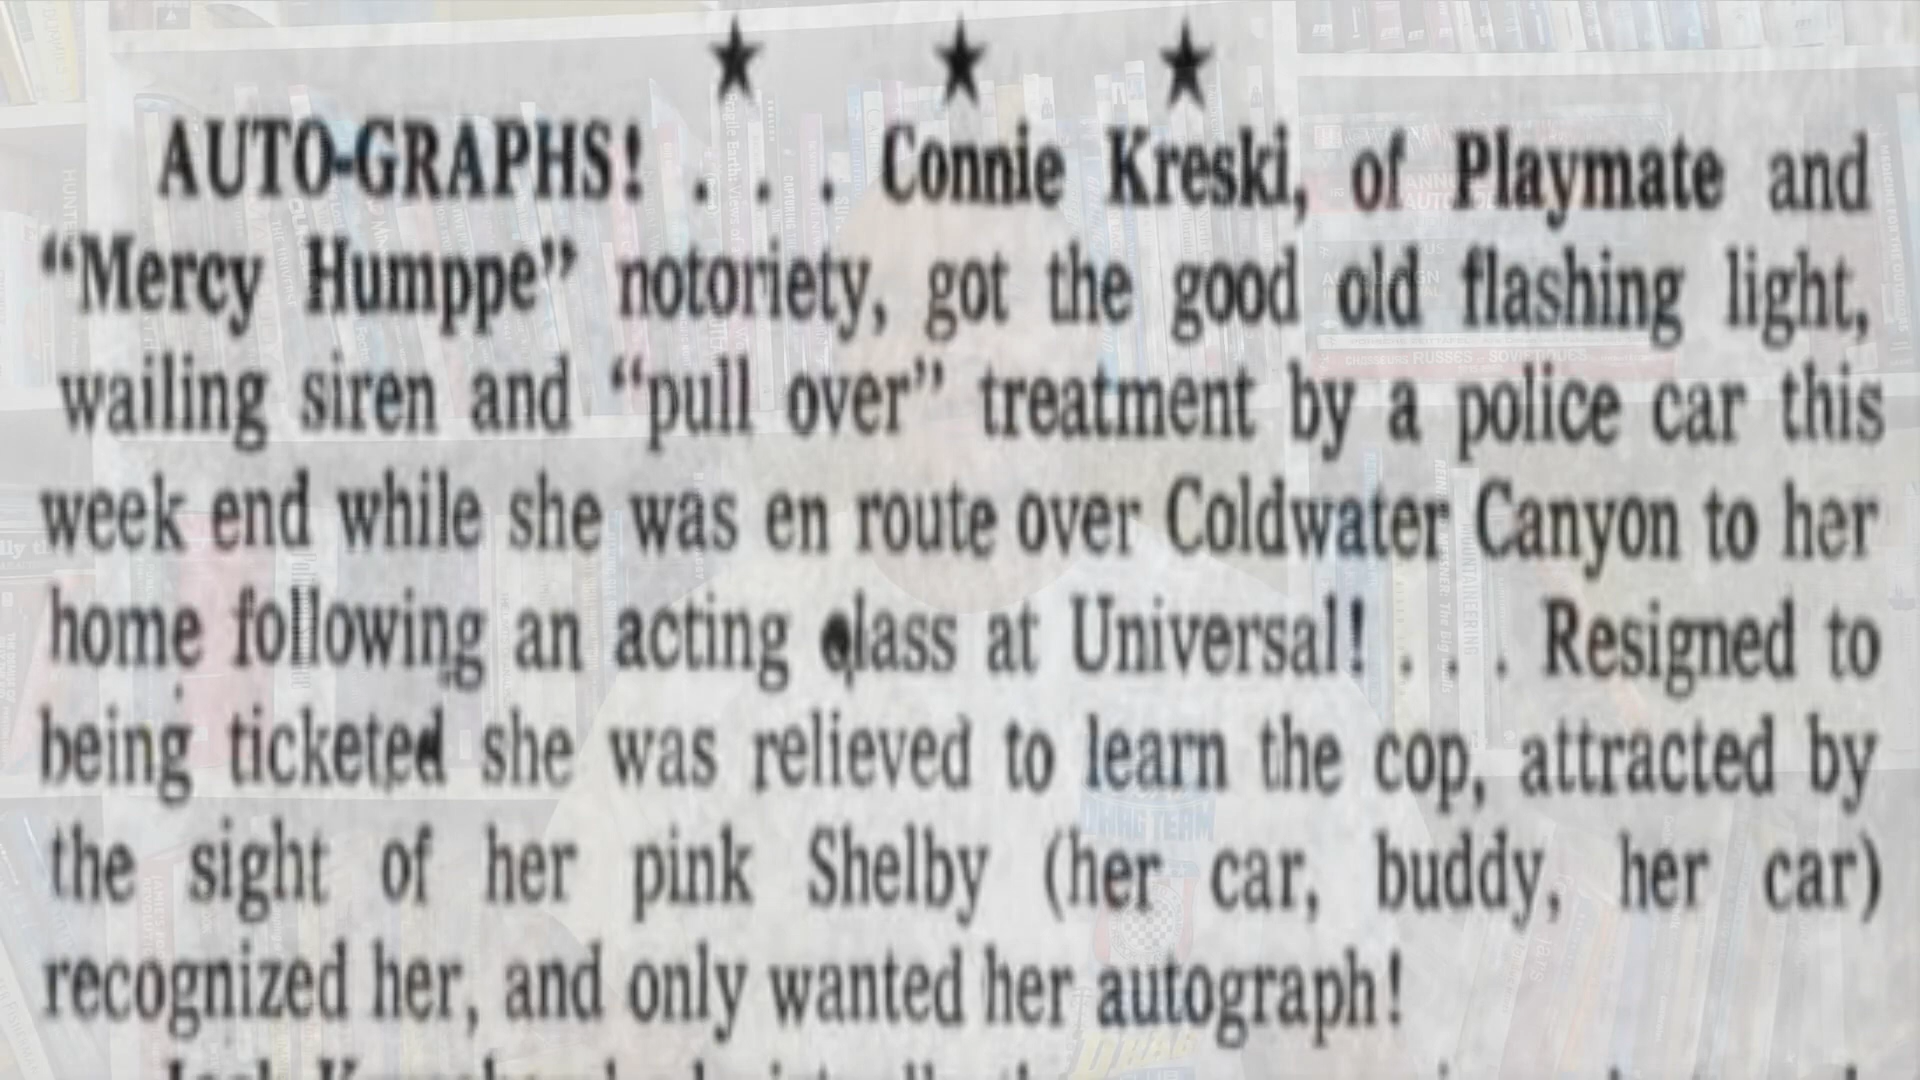 ★ ★ ★
AUTO-GRAPHS! . . . Connie Kreski, of Playmate and
“Mercy Humppe” notoriety, got the good old flashing light,
wailing siren and “pull over” treatment by a police car this
week end while she was en route over Coldwater Canyon to her
home following an acting class at Universal! . . . Resigned to
being ticketed she was relieved to learn the cop, attracted by
the sight of her pink Shelby (her car, buddy, her car)
recognized her, and only wanted her autograph!